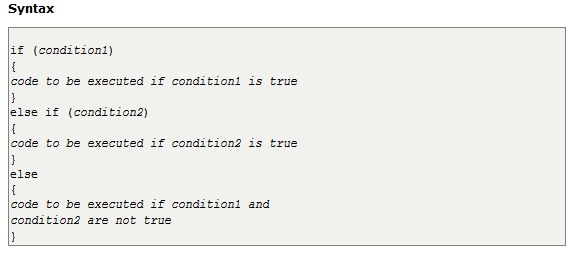 Syntax
if (condition1)
{
code to be executed if condition1 is true
}
else if (condition2)
{
code to be executed if condition2 is true
}
else
{
code to be executed if condition1 and
condition2 are not true
}